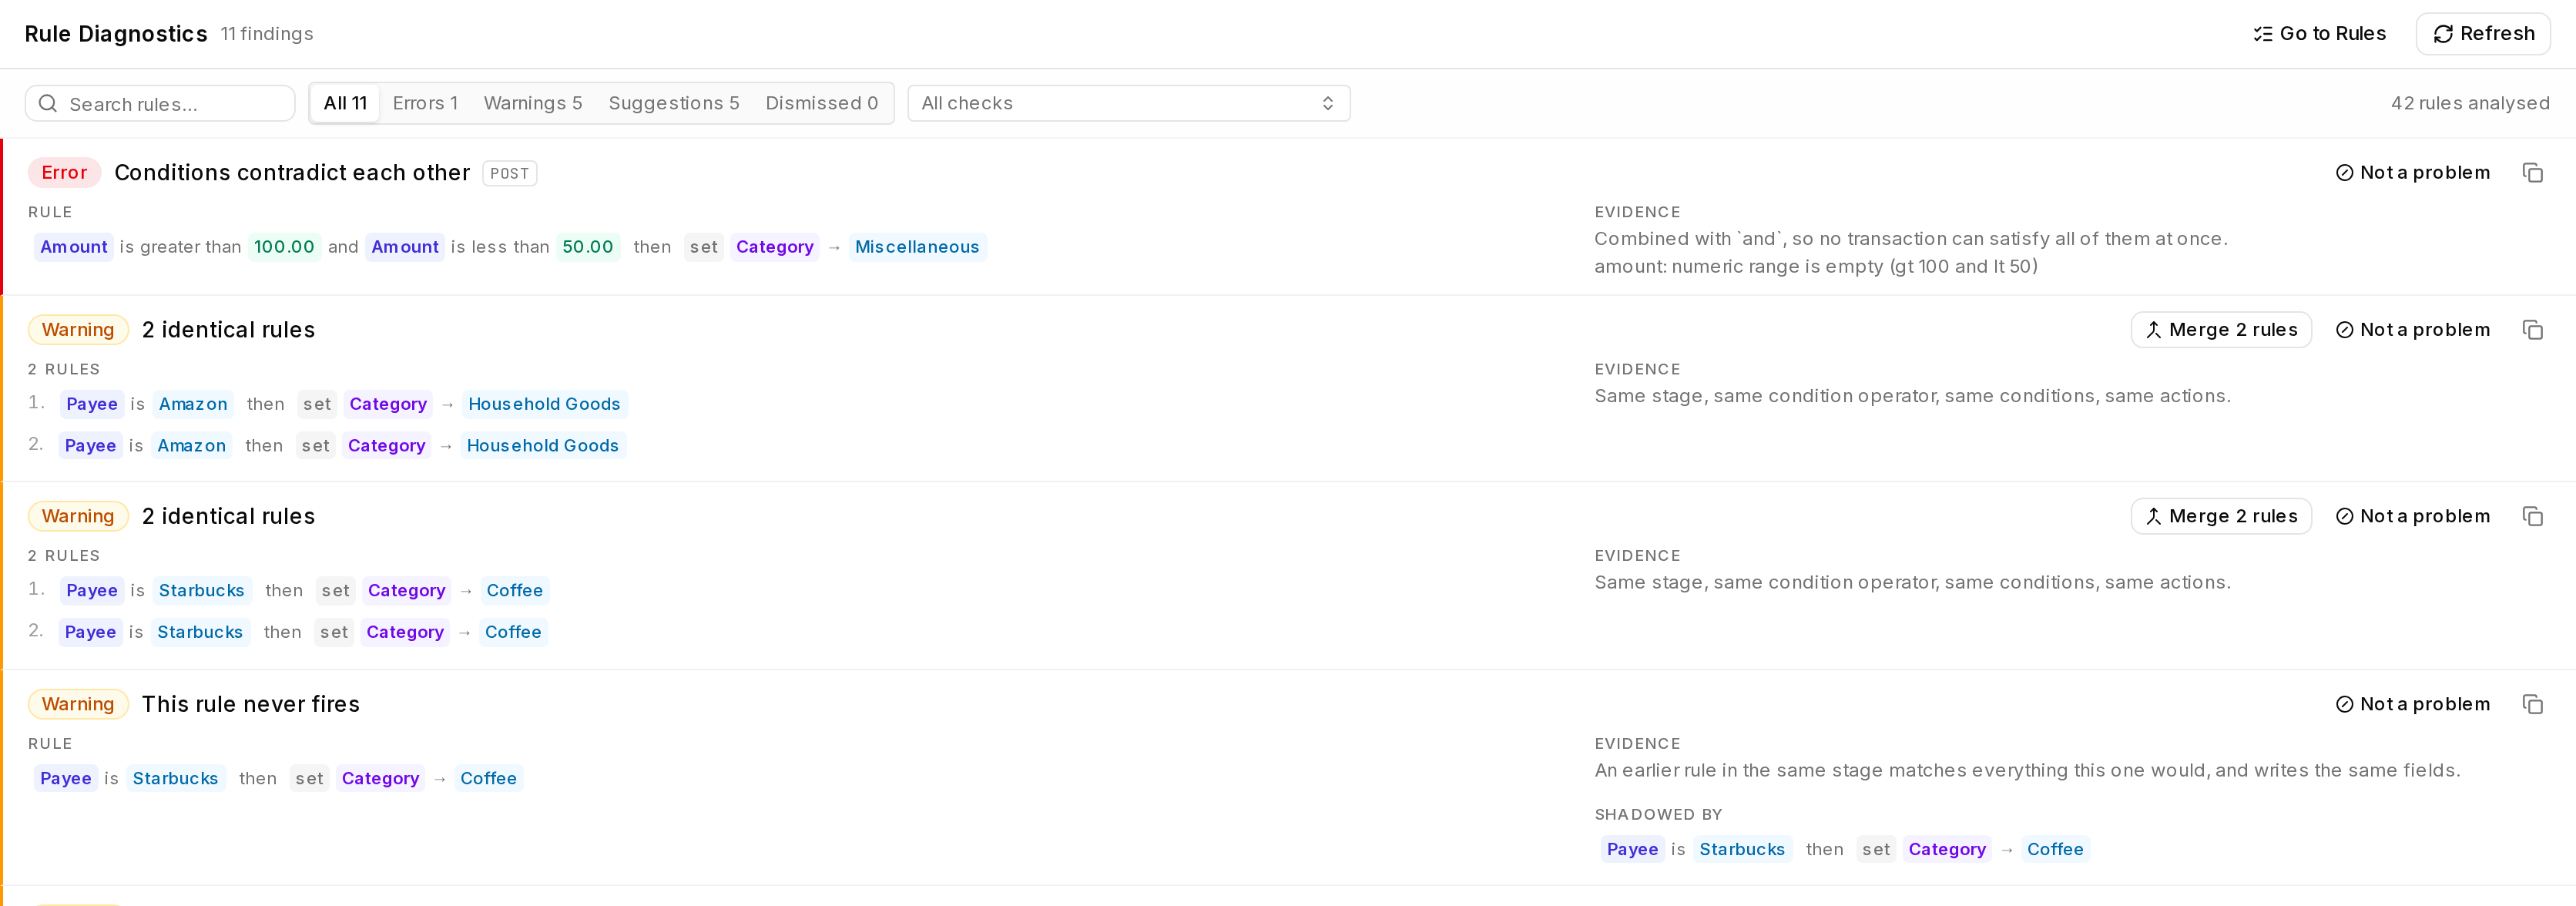 Rule Diagnostics 11 findings Go to Rules Refresh
Search rules... All 11 Errors 1 Warnings 5 Suggestions 5 Dismissed 0 All checks 42 rules analysed
Error Conditions contradict each other POST Not a problem
RULE
Amount is greater than 100.00 and Amount is less than 50.00 then set Category → Miscellaneous
EVIDENCE
Combined with `and`, so no transaction can satisfy all of them at once.
amount: numeric range is empty (gt 100 and lt 50)
Warning 2 identical rules Merge 2 rules Not a problem
2 RULES
1. Payee is Amazon then set Category → Household Goods
2. Payee is Amazon then set Category → Household Goods
EVIDENCE
Same stage, same condition operator, same conditions, same actions.
Warning 2 identical rules Merge 2 rules Not a problem
2 RULES
1. Payee is Starbucks then set Category → Coffee
2. Payee is Starbucks then set Category → Coffee
EVIDENCE
Same stage, same condition operator, same conditions, same actions.
Warning This rule never fires Not a problem
RULE
Payee is Starbucks then set Category → Coffee
EVIDENCE
An earlier rule in the same stage matches everything this one would, and writes the same fields.
SHADOWED BY
Payee is Starbucks then set Category → Coffee